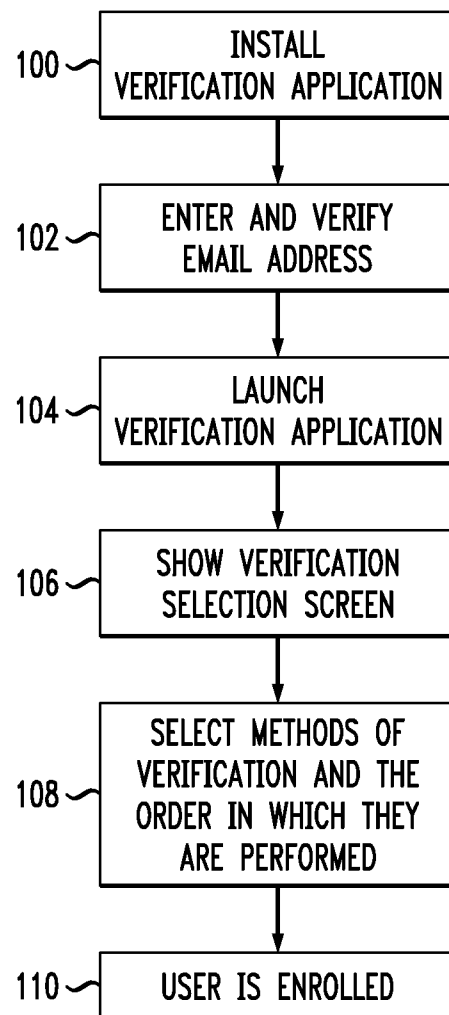 100
INSTALL
VERIFICATION APPLICATION
102
ENTER AND VERIFY
EMAIL ADDRESS
104
LAUNCH
VERIFICATION APPLICATION
106
SHOW VERIFICATION
SELECTION SCREEN
108
SELECT METHODS OF
VERIFICATION AND THE
ORDER IN WHICH THEY
ARE PERFORMED
110
USER IS ENROLLED